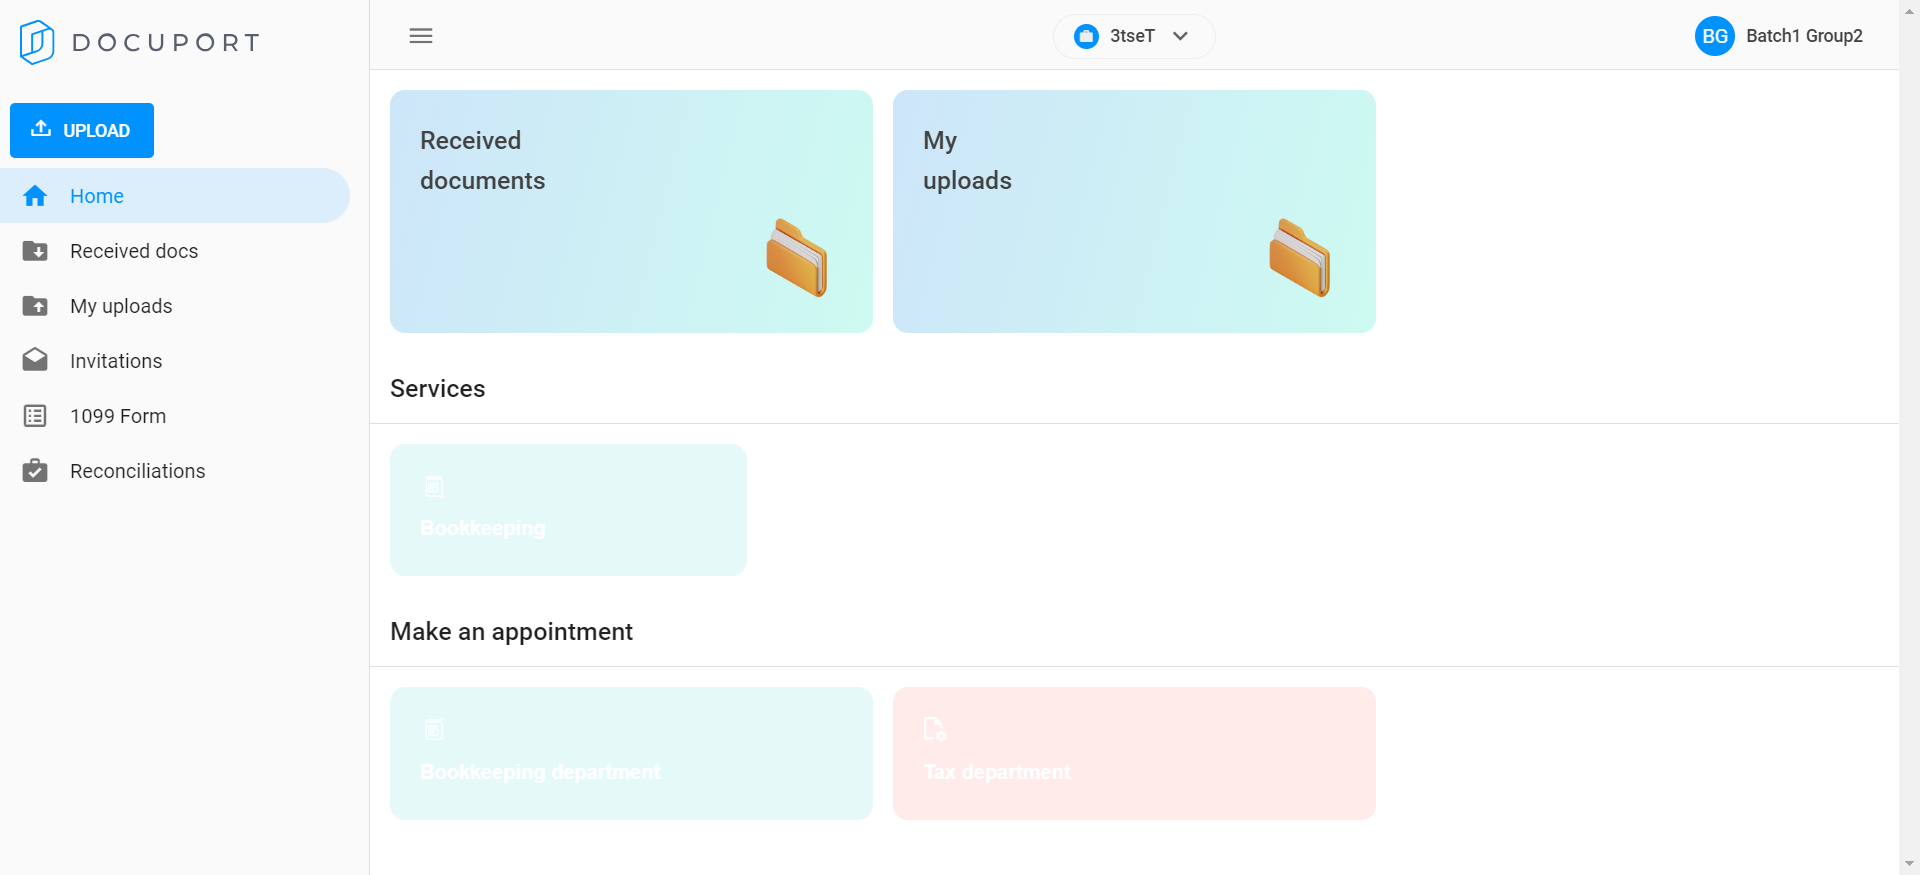 DOCUPORT
3tseT
BG
Batch1 Group2
UPLOAD
Home
Received docs
My uploads
Invitations
1099 Form
Reconciliations
Received
documents
My
uploads
Services
Bookkeeping
Make an appointment
Bookkeeping department
Tax department